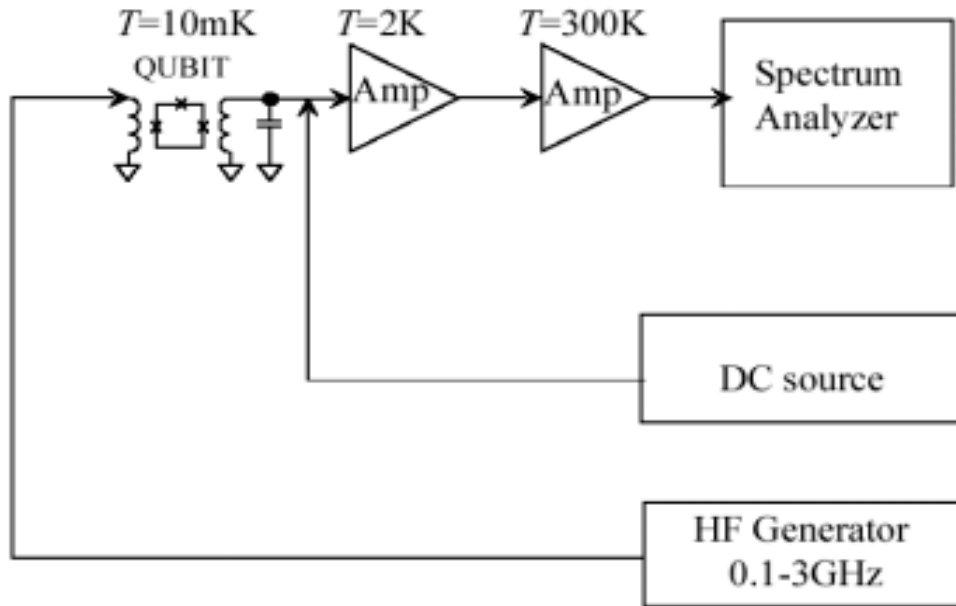 T=10mK
T=2K
T=300K
QUBIT
Amp
Amp
Spectrum
Analyzer
DC source
HF Generator
0.1-3GHz